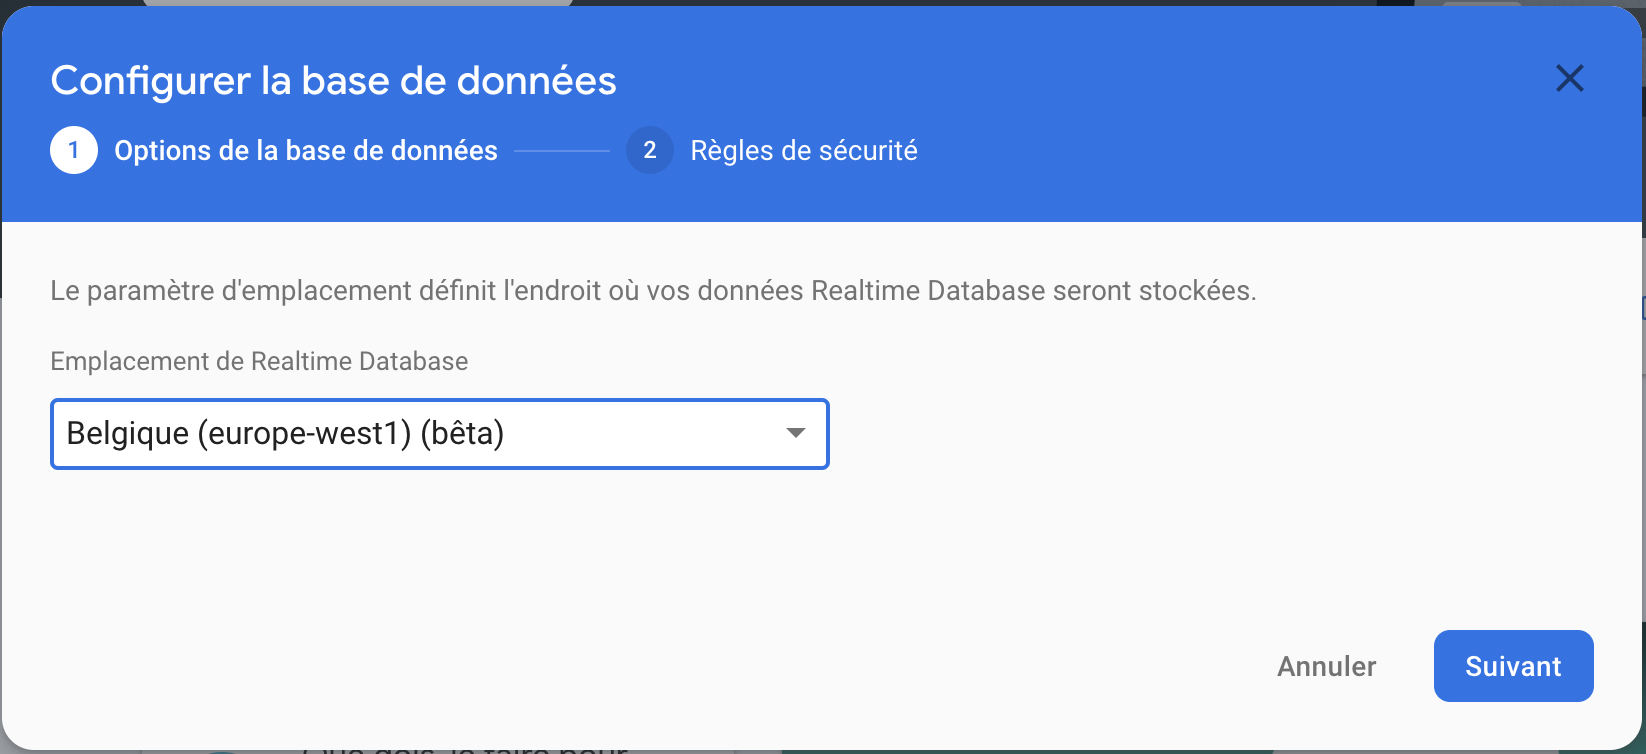 Configurer la base de données
1 Options de la base de données 2 Règles de sécurité
Le paramètre d'emplacement définit l'endroit où vos données Realtime Database seront stockées.
Emplacement de Realtime Database
Belgique (europe-west1) (bêta)
Annuler Suivant